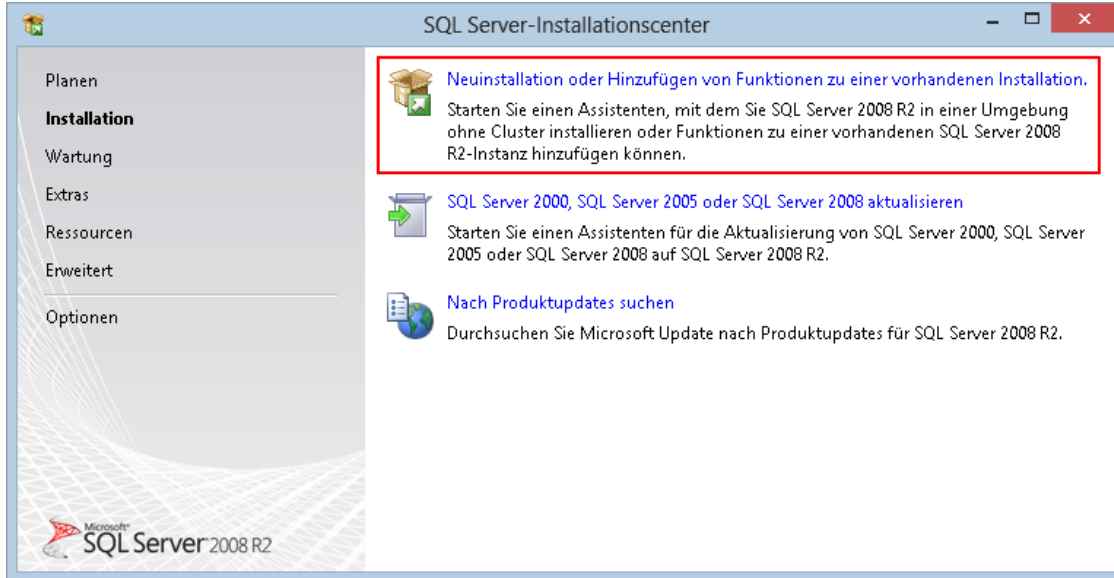 SQL Server-Installationscenter
Planen
Installation
Wartung
Extras
Ressourcen
Erweitert
Optionen
Microsoft®
SQL Server 2008 R2
Neuinstallation oder Hinzufügen von Funktionen zu einer vorhandenen Installation.
Starten Sie einen Assistenten, mit dem Sie SQL Server 2008 R2 in einer Umgebung
ohne Cluster installieren oder Funktionen zu einer vorhandenen SQL Server 2008
R2-Instanz hinzufügen können.
SQL Server 2000, SQL Server 2005 oder SQL Server 2008 aktualisieren
Starten Sie einen Assistenten für die Aktualisierung von SQL Server 2000, SQL Server
2005 oder SQL Server 2008 auf SQL Server 2008 R2.
Nach Produktupdates suchen
Durchsuchen Sie Microsoft Update nach Produktupdates für SQL Server 2008 R2.